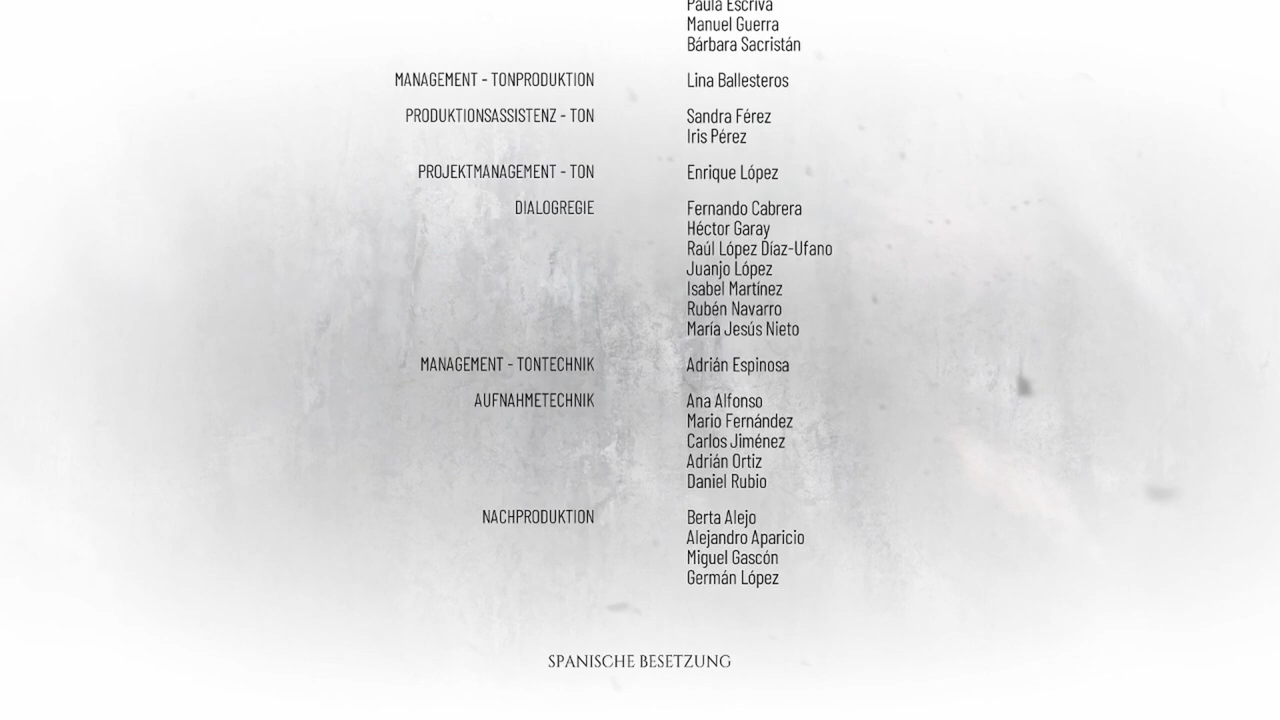 Paula Escrivà
Manuel Guerra
Bárbara Sacristán
MANAGEMENT - TONPRODUKTION Lina Ballesteros
PRODUKTIONSASSISTENZ - TON Sandra Férez
Iris Pérez
PROJEKTMANAGEMENT - TON Enrique López
DIALOGREGIE Fernando Cabrera
Héctor Garay
Raúl López Díaz-Ufano
Juanjo López
Isabel Martínez
Rubén Navarro
María Jesús Nieto
MANAGEMENT - TONTECHNIK Adrián Espinosa
AUFNAHMETECHNIK Ana Alfonso
Mario Fernández
Carlos Jiménez
Adrián Ortiz
Daniel Rubio
NACHPRODUKTION Berta Alejo
Alejandro Aparicio
Miguel Gascón
Germán López
SPANISCHE BESETZUNG